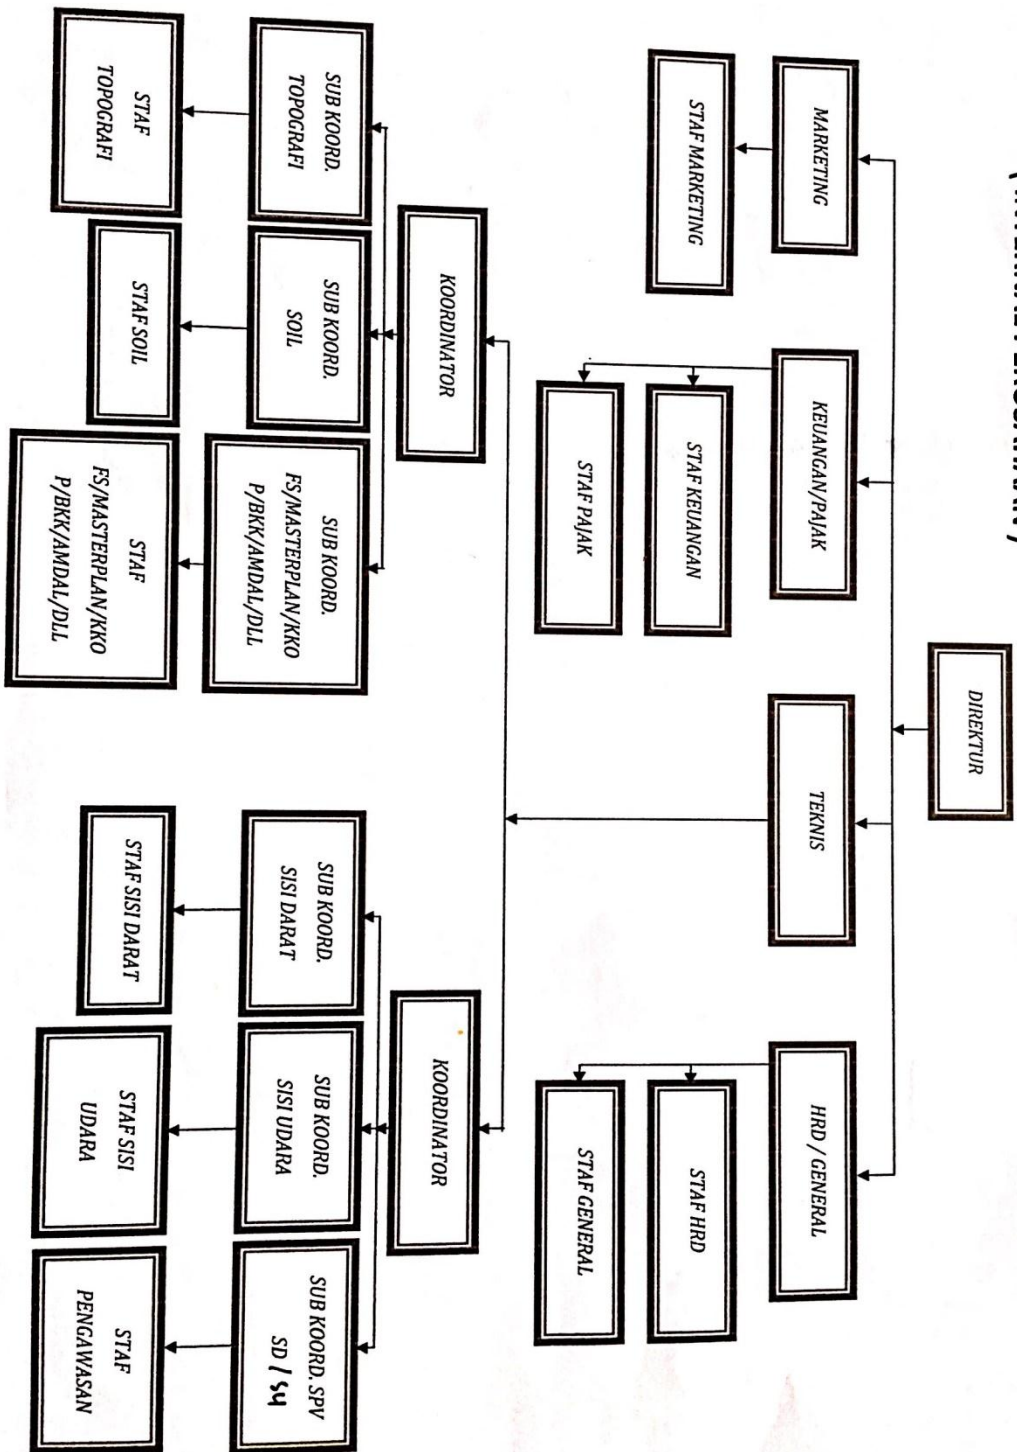 DIREKTUR
MARKETING
KEUANGAN/PAJAK
TEKNIS
HRD / GENERAL
STAF MARKETING
STAF KEUANGAN
STAF HRD
STAF PAJAK
STAF GENERAL
KOORDINATOR
KOORDINATOR
SUB KOORD.
TOPOGRAFI
SUB KOORD.
SOIL
SUB KOORD.
FS/MASTERPLAN/KKO
P/BKK/AMDAL/DLL
SUB KOORD.
SISI DARAT
SUB KOORD.
SISI UDARA
SUB KOORD. SPV
SD / SU
STAF
TOPOGRAFI
STAF SOIL
STAF
FS/MASTERPLAN/KKO
P/BKK/AMDAL/DLL
STAF SISI DARAT
STAF SISI
UDARA
STAF
PENGAWASAN